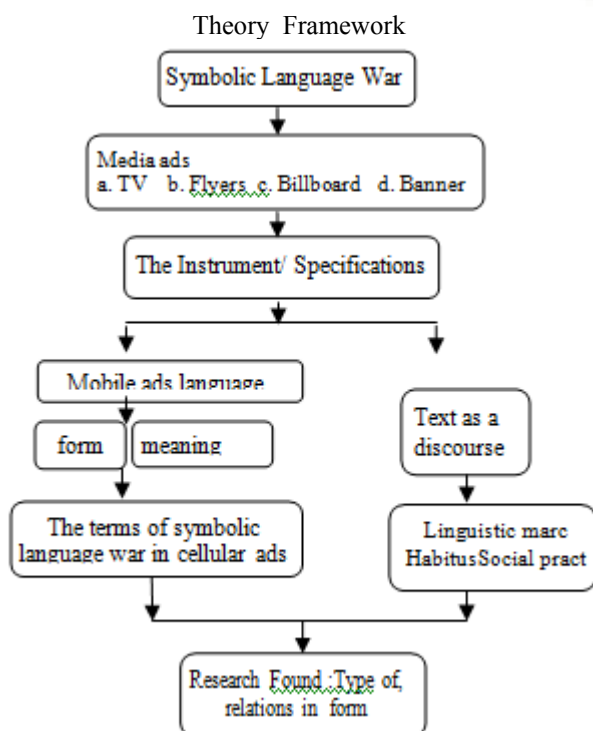 Theory Framework
Symbolic Language War
Media ads
a. TV b. Flyers c. Billboard d. Banner
The Instrument/ Specifications
Mobile ads language
form meaning
Text as a
discourse
The terms of symbolic
language war in cellular ads
Linguistic marc
HabitusSocial pract
Research Found :Type of,
relations in form